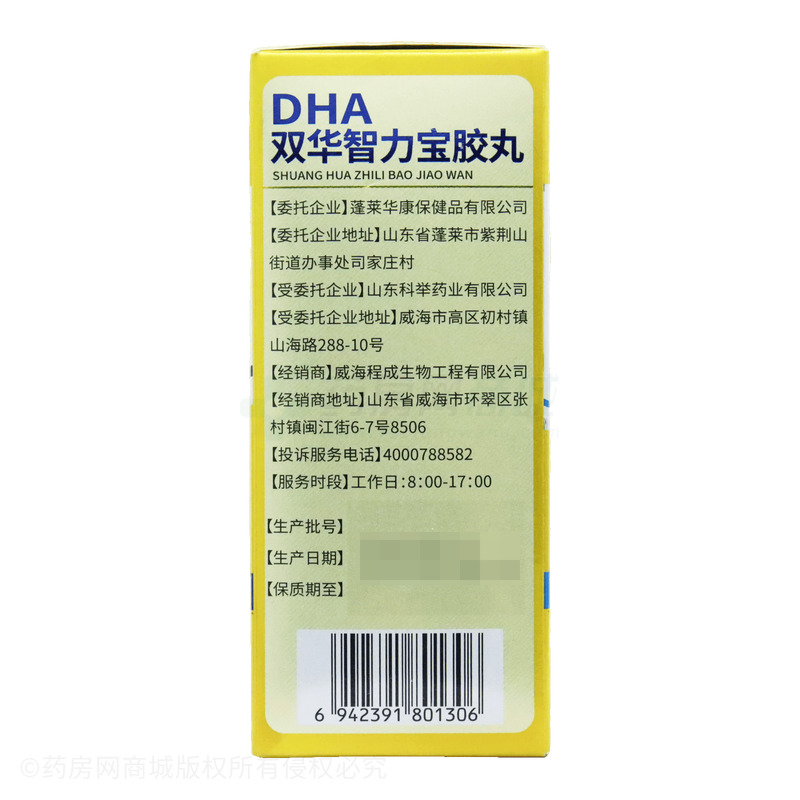 DHA
双华智力宝胶丸
SHUANG HUA ZHILI BAO JIAO WAN
【委托企业】蓬莱华康保健品有限公司
【委托企业地址】山东省蓬莱市紫荆山
街道办事处司家庄村
【受委托企业】山东科举药业有限公司
【受委托企业地址】威海市高区初村镇
山海路288-10号
【经销商】威海程成生物工程有限公司
【经销商地址】山东省威海市环翠区张
村镇闽江街6-7号8506
【投诉服务电话】4000788582
【服务时段】工作日:8:00-17:00
【生产批号】
【生产日期】
【保质期至】
6 942391 801306
©药房网商城版权所有侵权必究